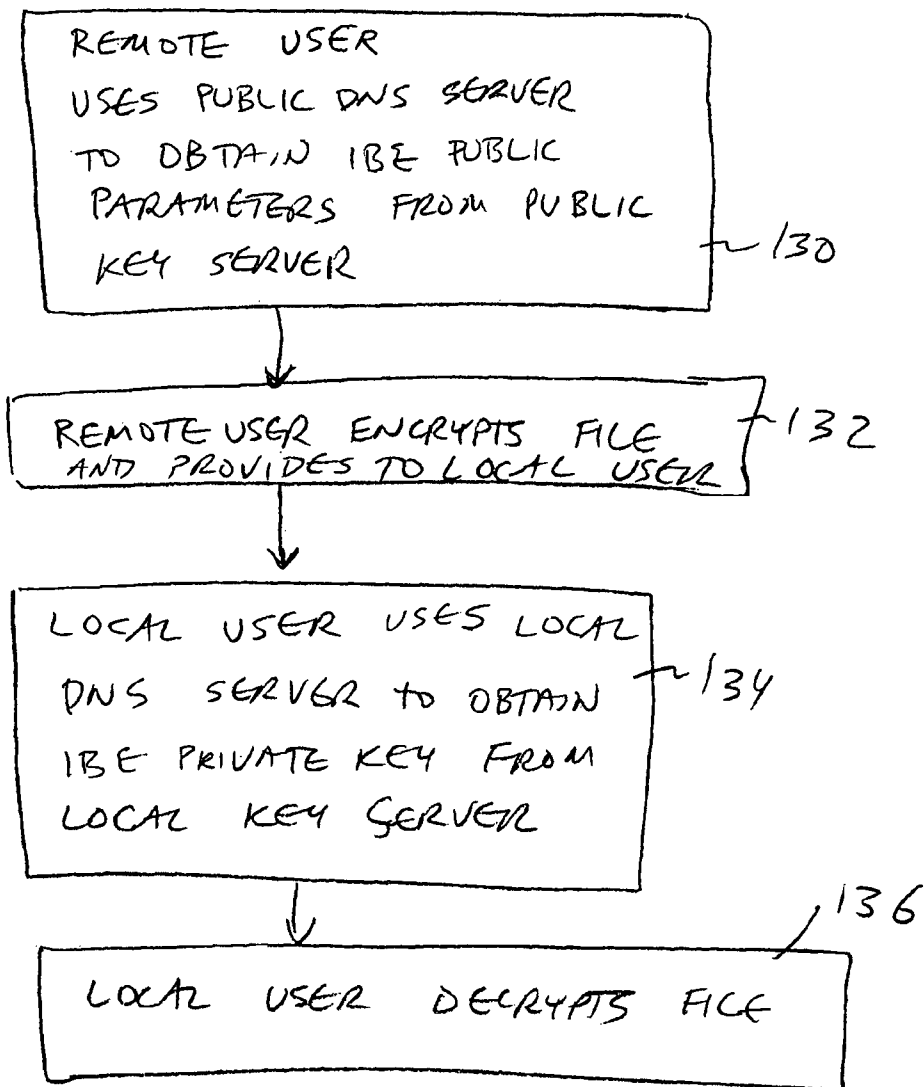 REMOTE USER
USES PUBLIC DNS SERVER
TO OBTAIN IBE PUBLIC
PARAMETERS FROM PUBLIC
KEY SERVER
130
REMOTE USER ENCRYPTS FILE
AND PROVIDES TO LOCAL USER
132
LOCAL USER USES LOCAL
DNS SERVER to OBTAIN
IBE PRIVATE KEY FROM
LOCAL KEY SERVER
134
136
LOCAL USER DECRYPTS FILE